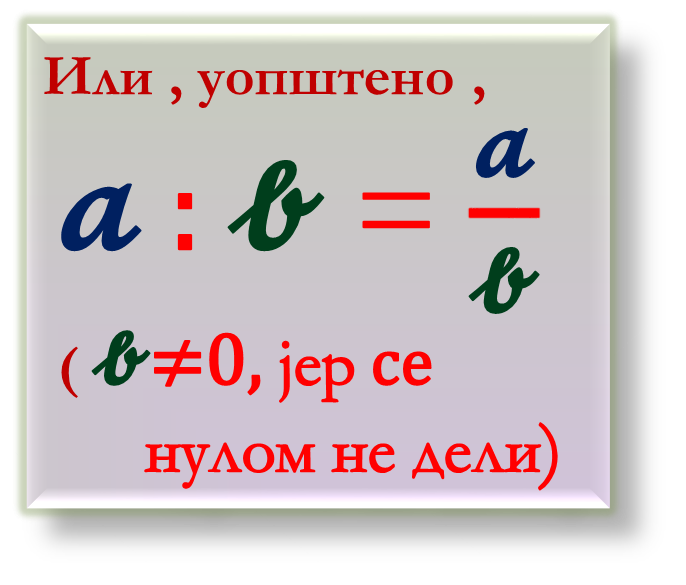 Или , уопштено ,
a : b = a/b
( b≠0, јер се
нулом не дели)